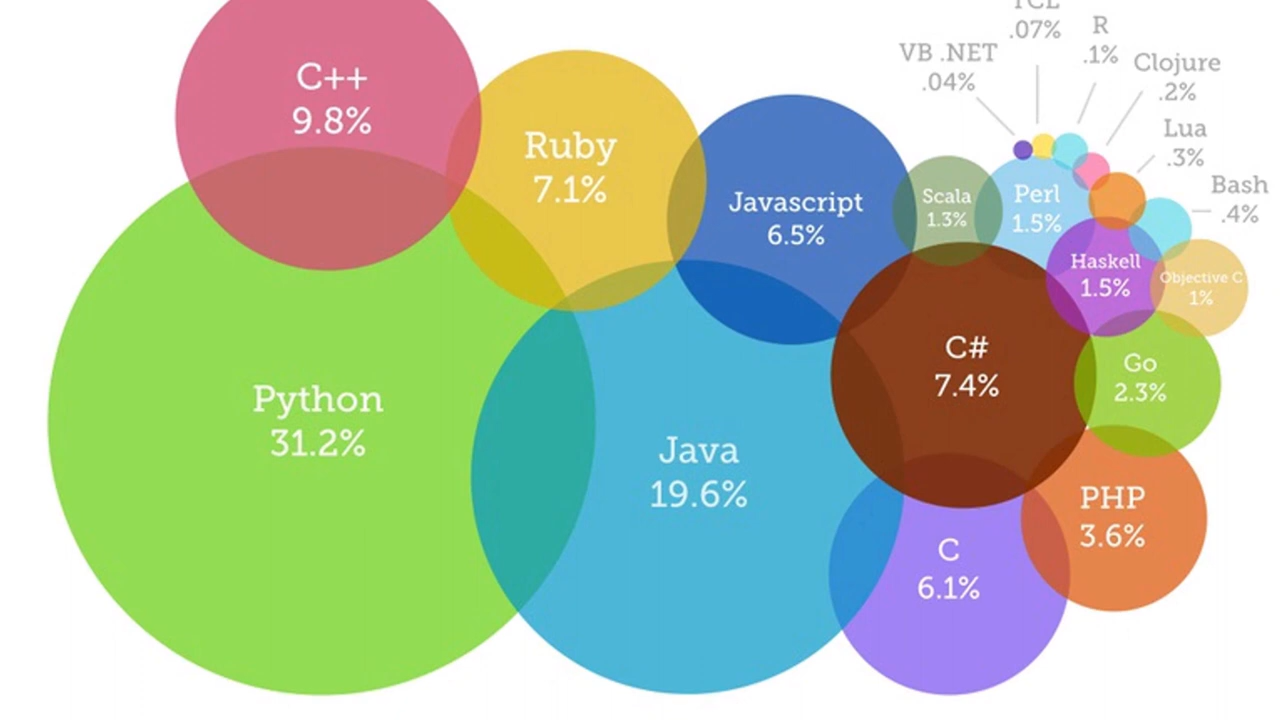 TCL
.07%
R
.1%
VB .NET
.04%
Clojure
.2%
C++
9.8%
Lua
.3%
Ruby
7.1%
Bash
.4%
Javascript
6.5%
Scala
1.3%
Perl
1.5%
Haskell
1.5%
Objective C
1%
C#
7.4%
Go
2.3%
Python
31.2%
Java
19.6%
PHP
3.6%
C
6.1%